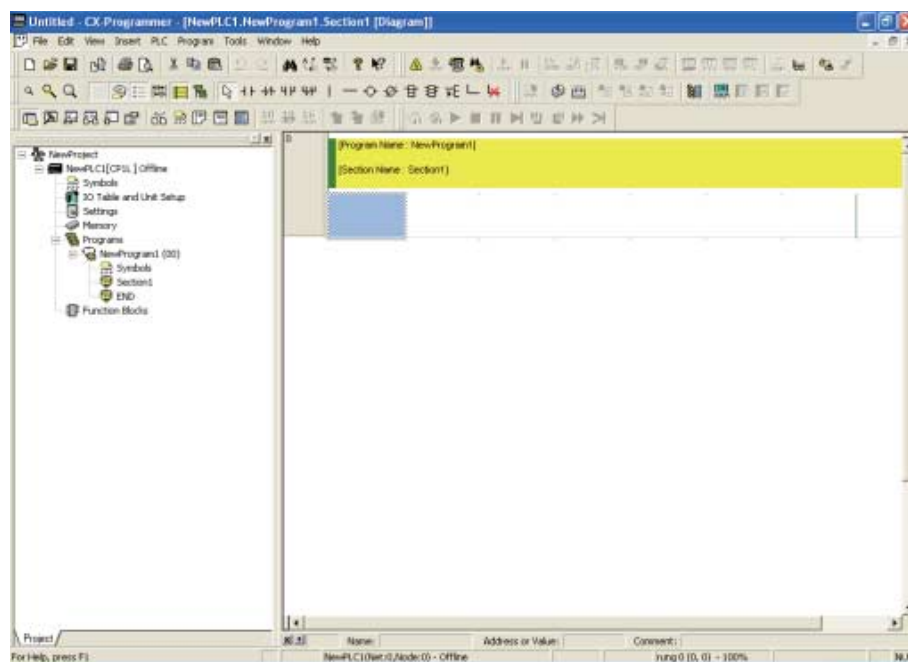 Untitled - CX-Programmer - [NewPLC1.NewProgram1.Section1 [Diagram]]
File Edit View Insert PLC Program Tools Window Help
NewProject
NewPLC1[CP1L] Offline
Symbols
IO Table and Unit Setup
Settings
Memory
Programs
NewProgram1 (00)
Symbols
Section1
END
Function Blocks
0
[Program Name : NewProgram1]
[Section Name : Section1]
Project
Name:
Address or Value:
Comment:
For Help, press F1
NewPLC1(Net:0,Node:0) - Offline
rung 0 (0, 0) - 100%